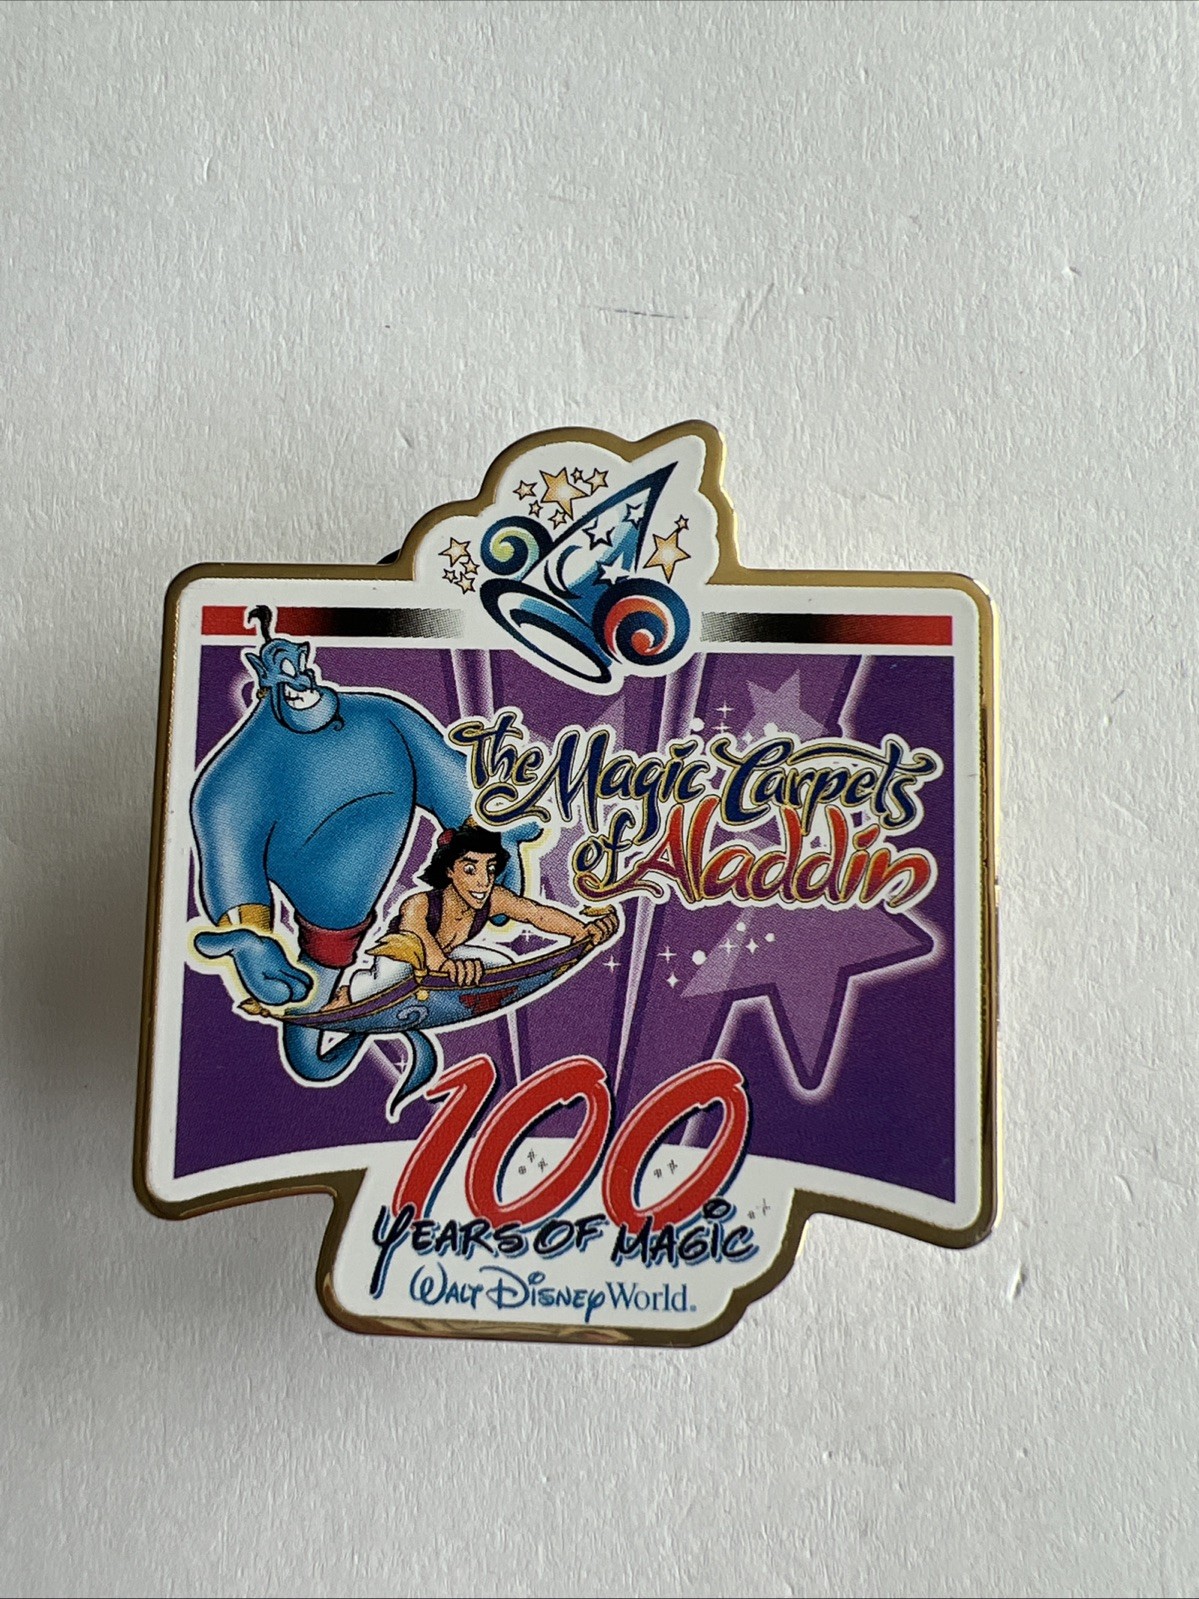 The Magic Carpets
of Aladdin
100
YEARS OF MAGIC
WALT DISNEY World®